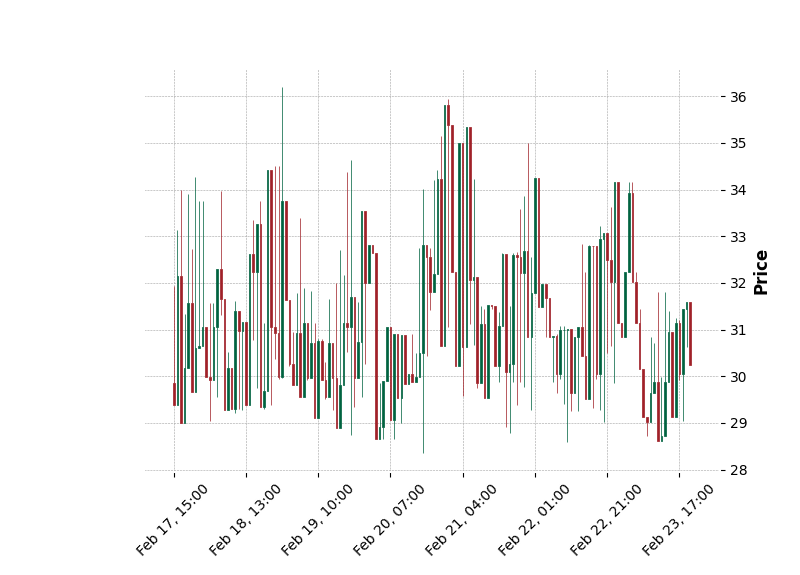 36
35
34
33
32
31
30
29
28
Price
Feb 17, 15:00
Feb 18, 13:00
Feb 19, 10:00
Feb 20, 07:00
Feb 21, 04:00
Feb 22, 01:00
Feb 22, 21:00
Feb 23, 17:00